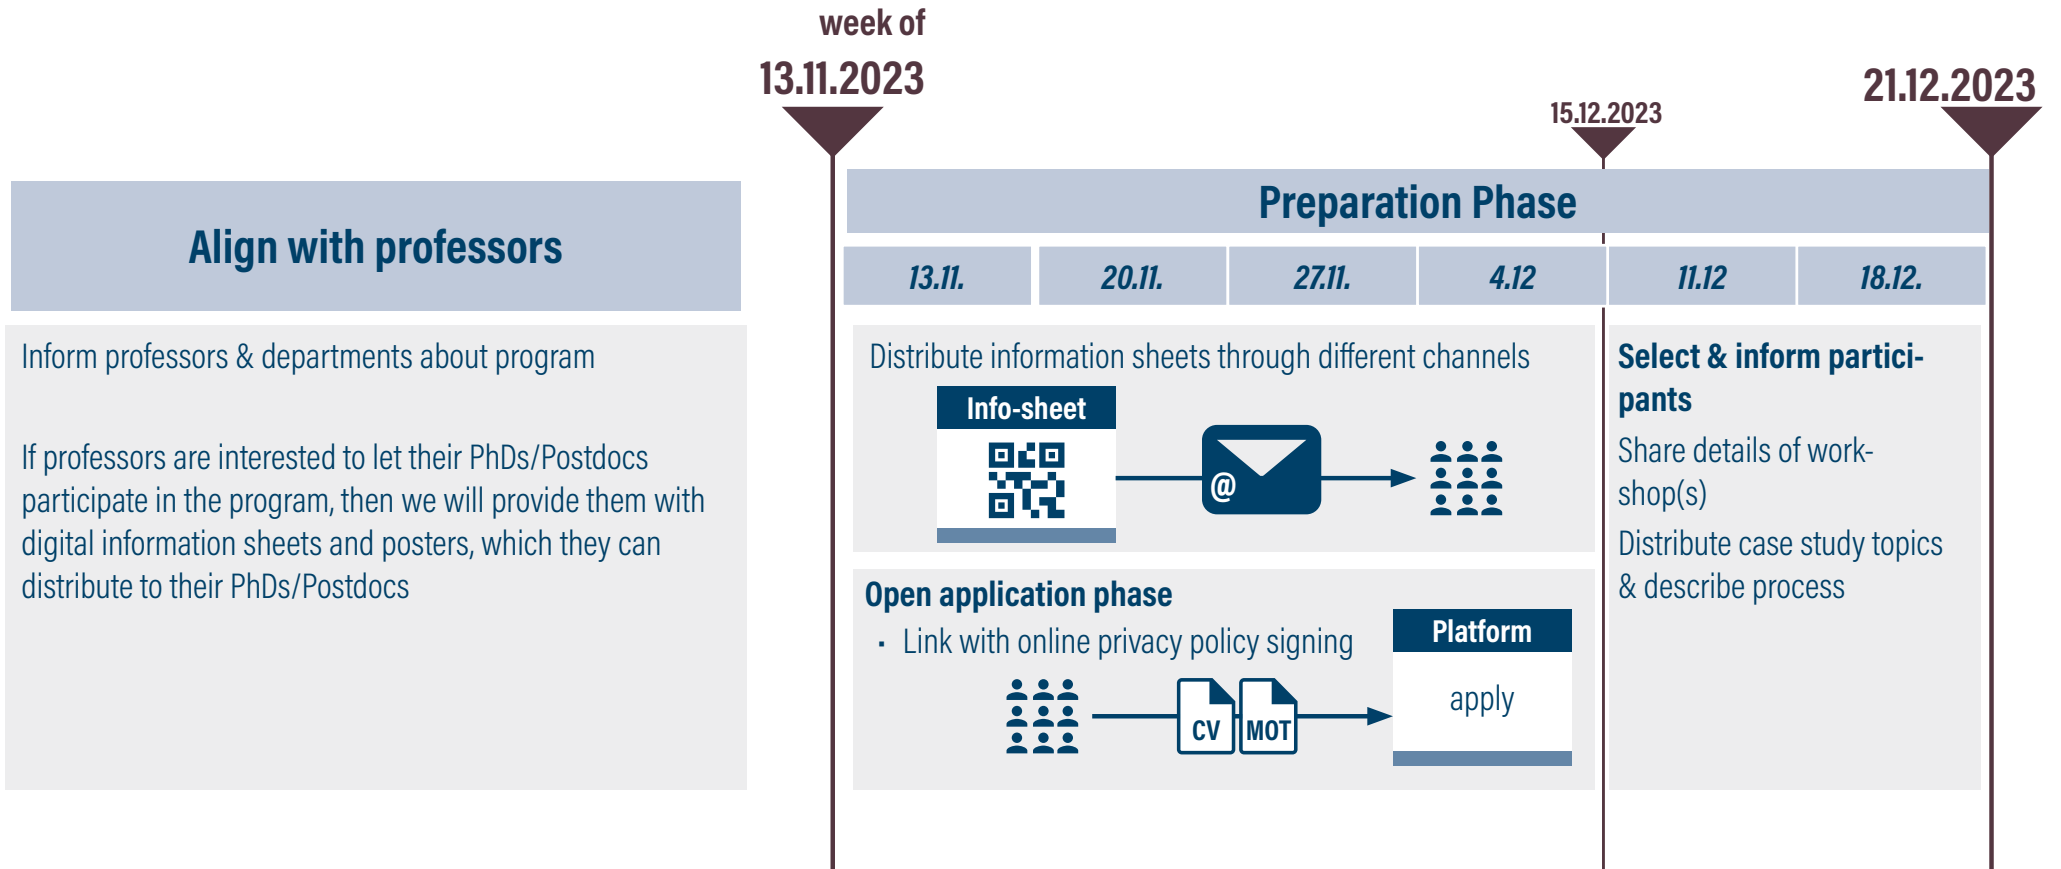 week of
13.11.2023
15.12.2023
21.12.2023
Align with professors
Inform professors & departments about program
If professors are interested to let their PhDs/Postdocs
participate in the program, then we will provide them with
digital information sheets and posters, which they can
distribute to their PhDs/Postdocs
Preparation Phase
13.11.
20.11.
27.11.
4.12
11.12
18.12.
Distribute information sheets through different channels
Info-sheet
@
Open application phase
▪ Link with online privacy policy signing
CV
MOT
Platform
apply
Select & inform partici-
pants
Share details of work-
shop(s)
Distribute case study topics
& describe process